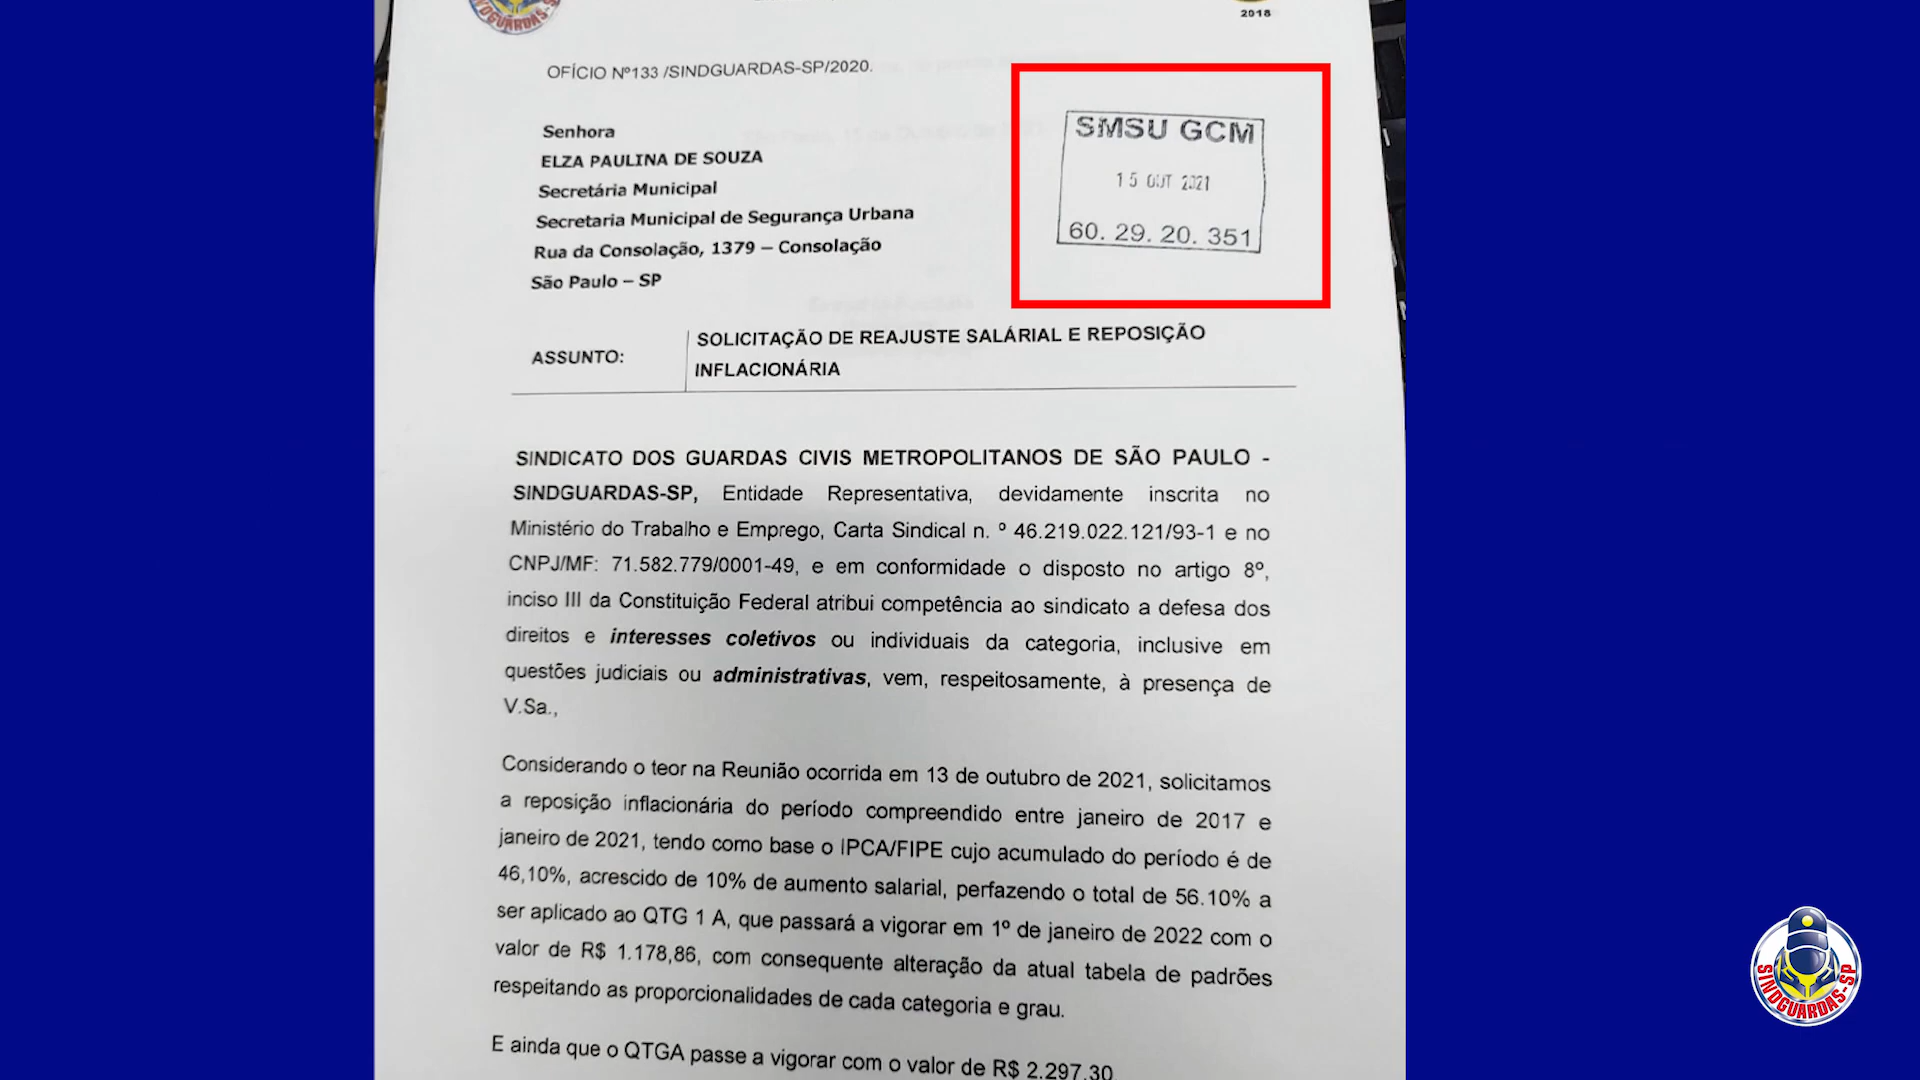 SINDGUARDAS-SP
2018
OFÍCIO Nº133 /SINDGUARDAS-SP/2020.
SMSU GCM
15 OUT 2021
60. 29. 20. 351
Senhora
ELZA PAULINA DE SOUZA
Secretária Municipal
Secretaria Municipal de Segurança Urbana
Rua da Consolação, 1379 – Consolação
São Paulo – SP
ASSUNTO:
SOLICITAÇÃO DE REAJUSTE SALÁRIAL E REPOSIÇÃO
INFLACIONÁRIA
SINDICATO DOS GUARDAS CIVIS METROPOLITANOS DE SÃO PAULO -
SINDGUARDAS-SP, Entidade Representativa, devidamente inscrita no
Ministério do Trabalho e Emprego, Carta Sindical n. º 46.219.022.121/93-1 e no
CNPJ/MF: 71.582.779/0001-49, e em conformidade o disposto no artigo 8º,
inciso III da Constituição Federal atribui competência ao sindicato a defesa dos
direitos e interesses coletivos ou individuais da categoria, inclusive em
questões judiciais ou administrativas, vem, respeitosamente, à presença de
V.Sa.,
Considerando o teor na Reunião ocorrida em 13 de outubro de 2021, solicitamos
a reposição inflacionária do período compreendido entre janeiro de 2017 e
janeiro de 2021, tendo como base o IPCA/FIPE cujo acumulado do período é de
46,10%, acrescido de 10% de aumento salarial, perfazendo o total de 56.10% a
ser aplicado ao QTG 1 A, que passará a vigorar em 1º de janeiro de 2022 com o
valor de R$ 1.178,86, com consequente alteração da atual tabela de padrões
respeitando as proporcionalidades de cada categoria e grau.
E ainda que o QTGA passe a vigorar com o valor de R$ 2.297,30
SINDGUARDAS-SP